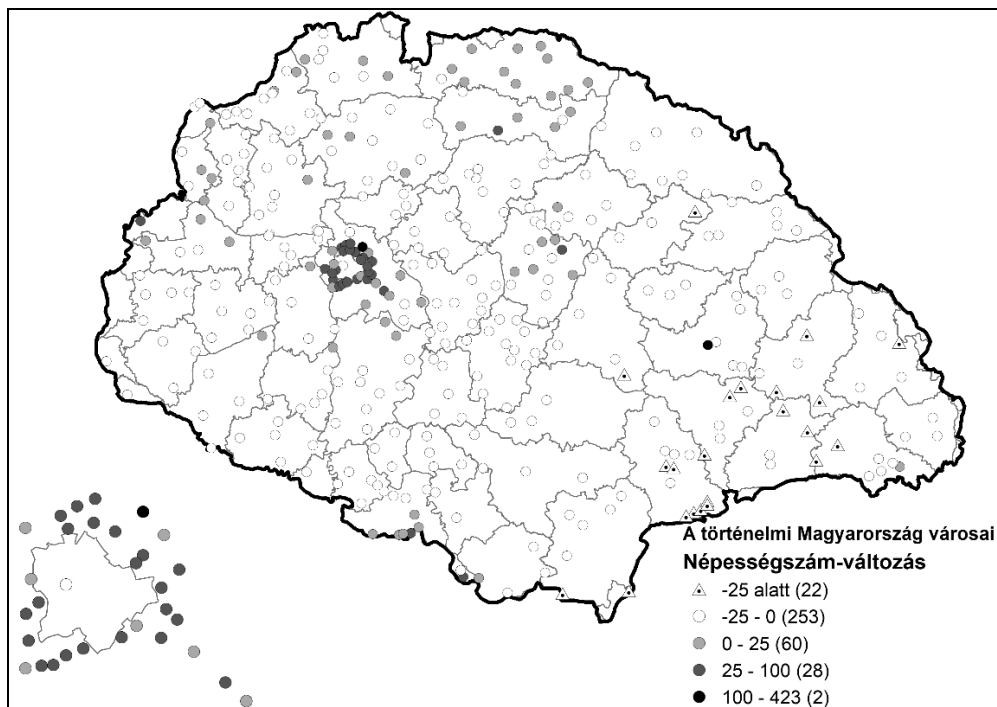 A történelmi Magyarország városai
Népességszám-változás
-25 alatt (22)
-25 - 0 (253)
0 - 25 (60)
25 - 100 (28)
100 - 423 (2)